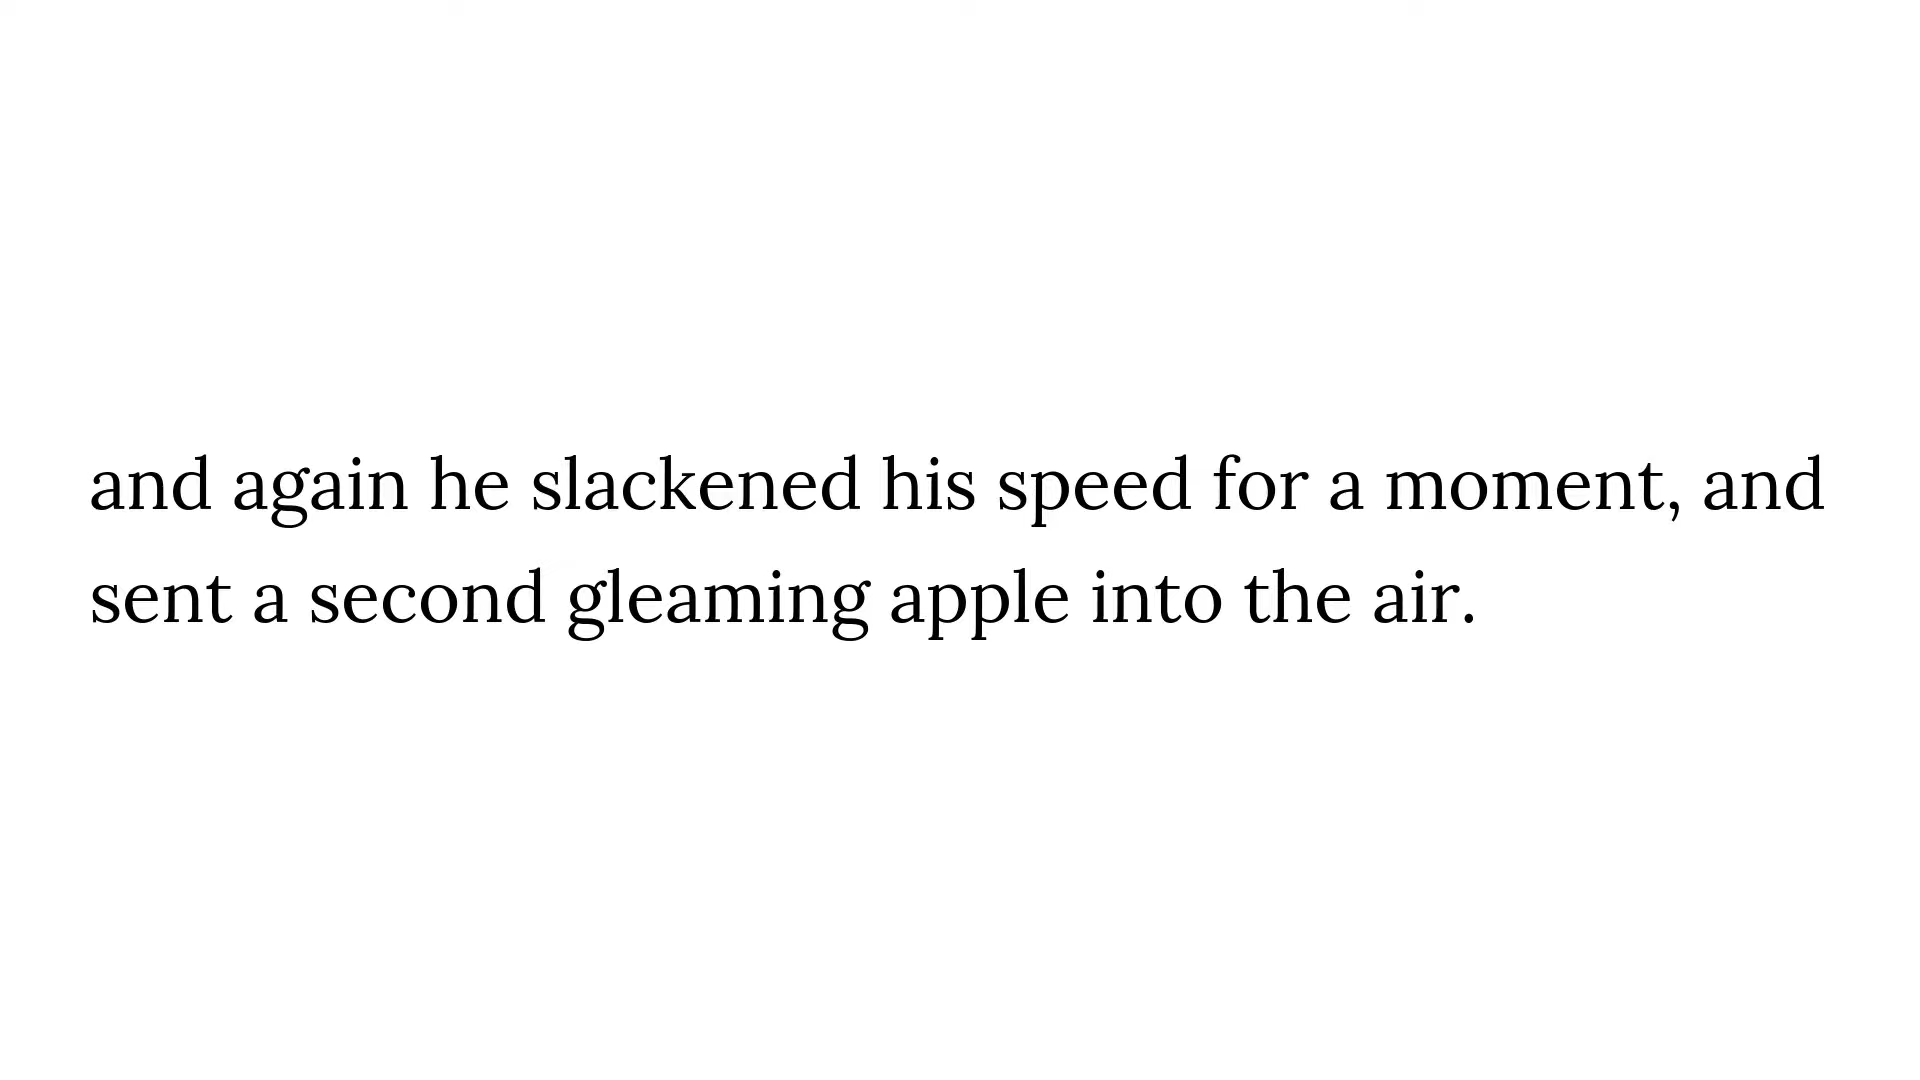 and again he slackened his speed for a moment, and
sent a second gleaming apple into the air.